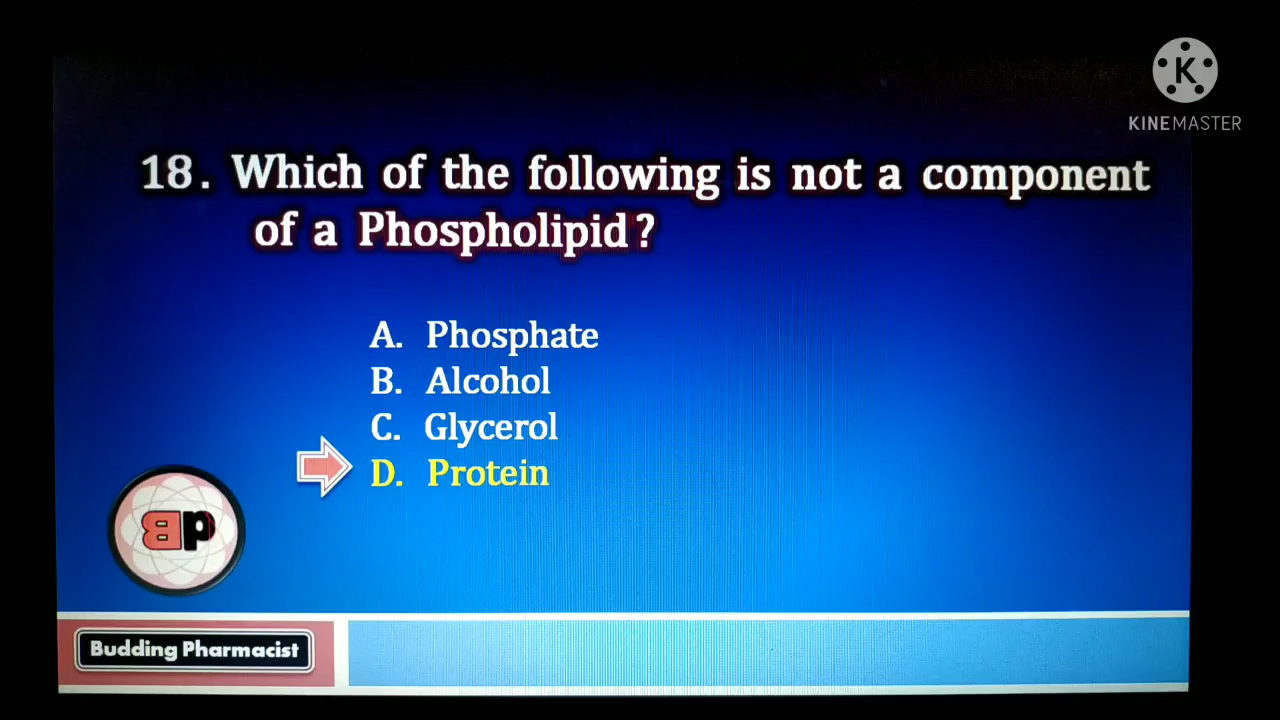 K
KINEMASTER
18. Which of the following is not a component
of a Phospholipid?
A. Phosphate
B. Alcohol
C. Glycerol
D. Protein
Bp
Budding Pharmacist